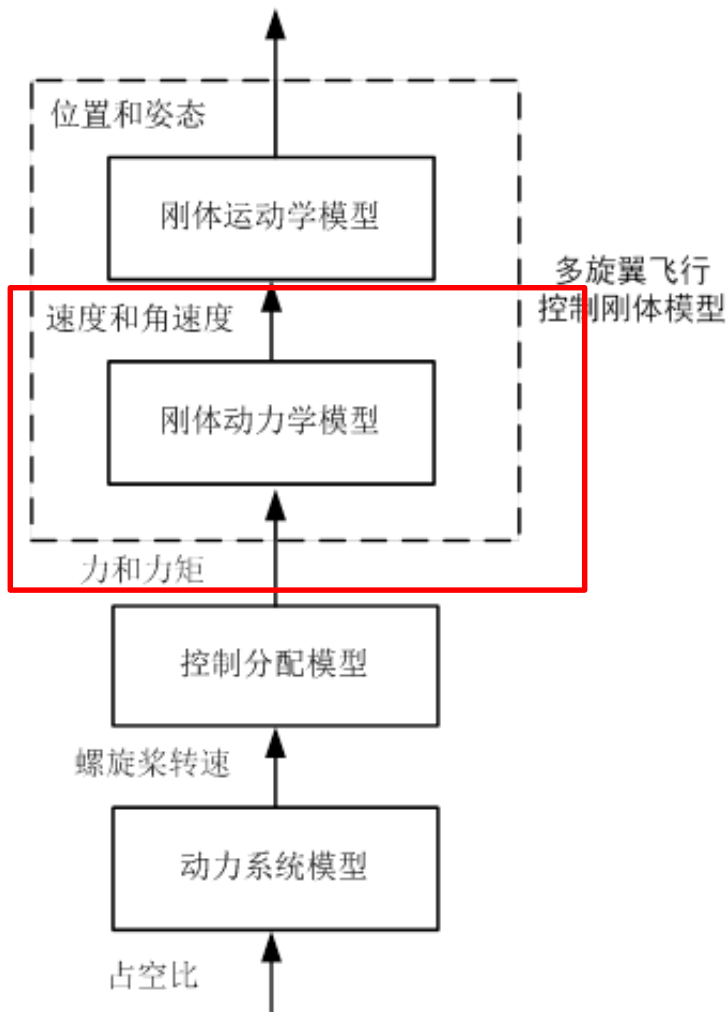 位置和姿态
刚体运动学模型
多旋翼飞行
控制刚体模型
速度和角速度
刚体动力学模型
力和力矩
控制分配模型
螺旋桨转速
动力系统模型
占空比